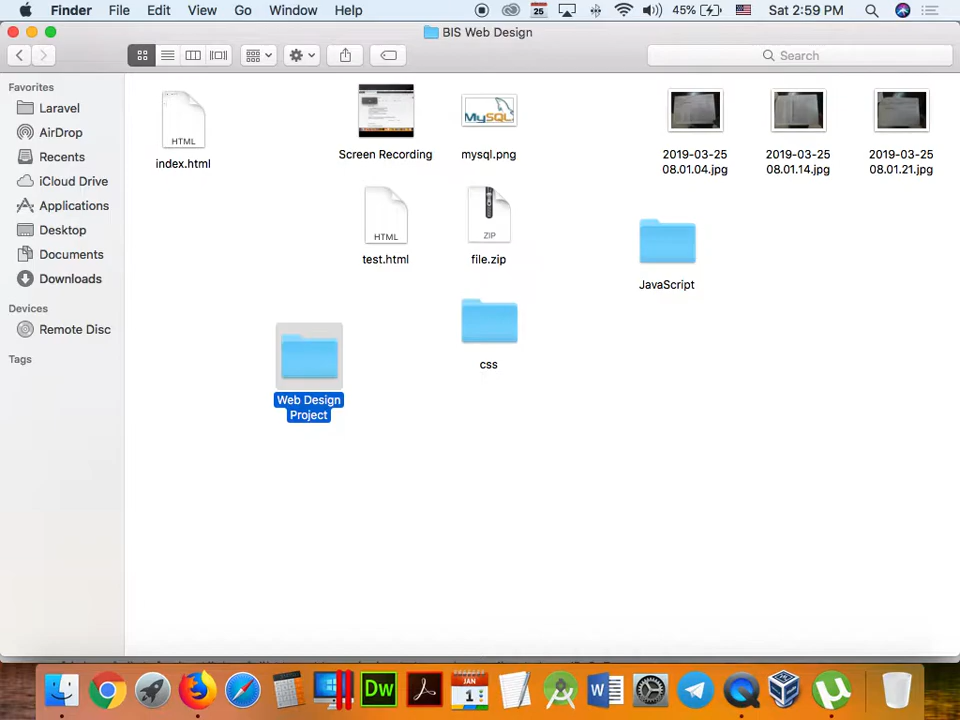 Finder File Edit View Go Window Help 25 45% Sat 2:59 PM
BIS Web Design
Search
Favorites
Laravel
AirDrop
Recents
iCloud Drive
Applications
Desktop
Documents
Downloads
Devices
Remote Disc
Tags
HTML
index.html
Screen Recording
MySQL
mysql.png
2019-03-25
08.01.04.jpg
2019-03-25
08.01.14.jpg
2019-03-25
08.01.21.jpg
HTML
test.html
ZIP
file.zip
JavaScript
css
Web Design
Project
Dw
JAN
1
W